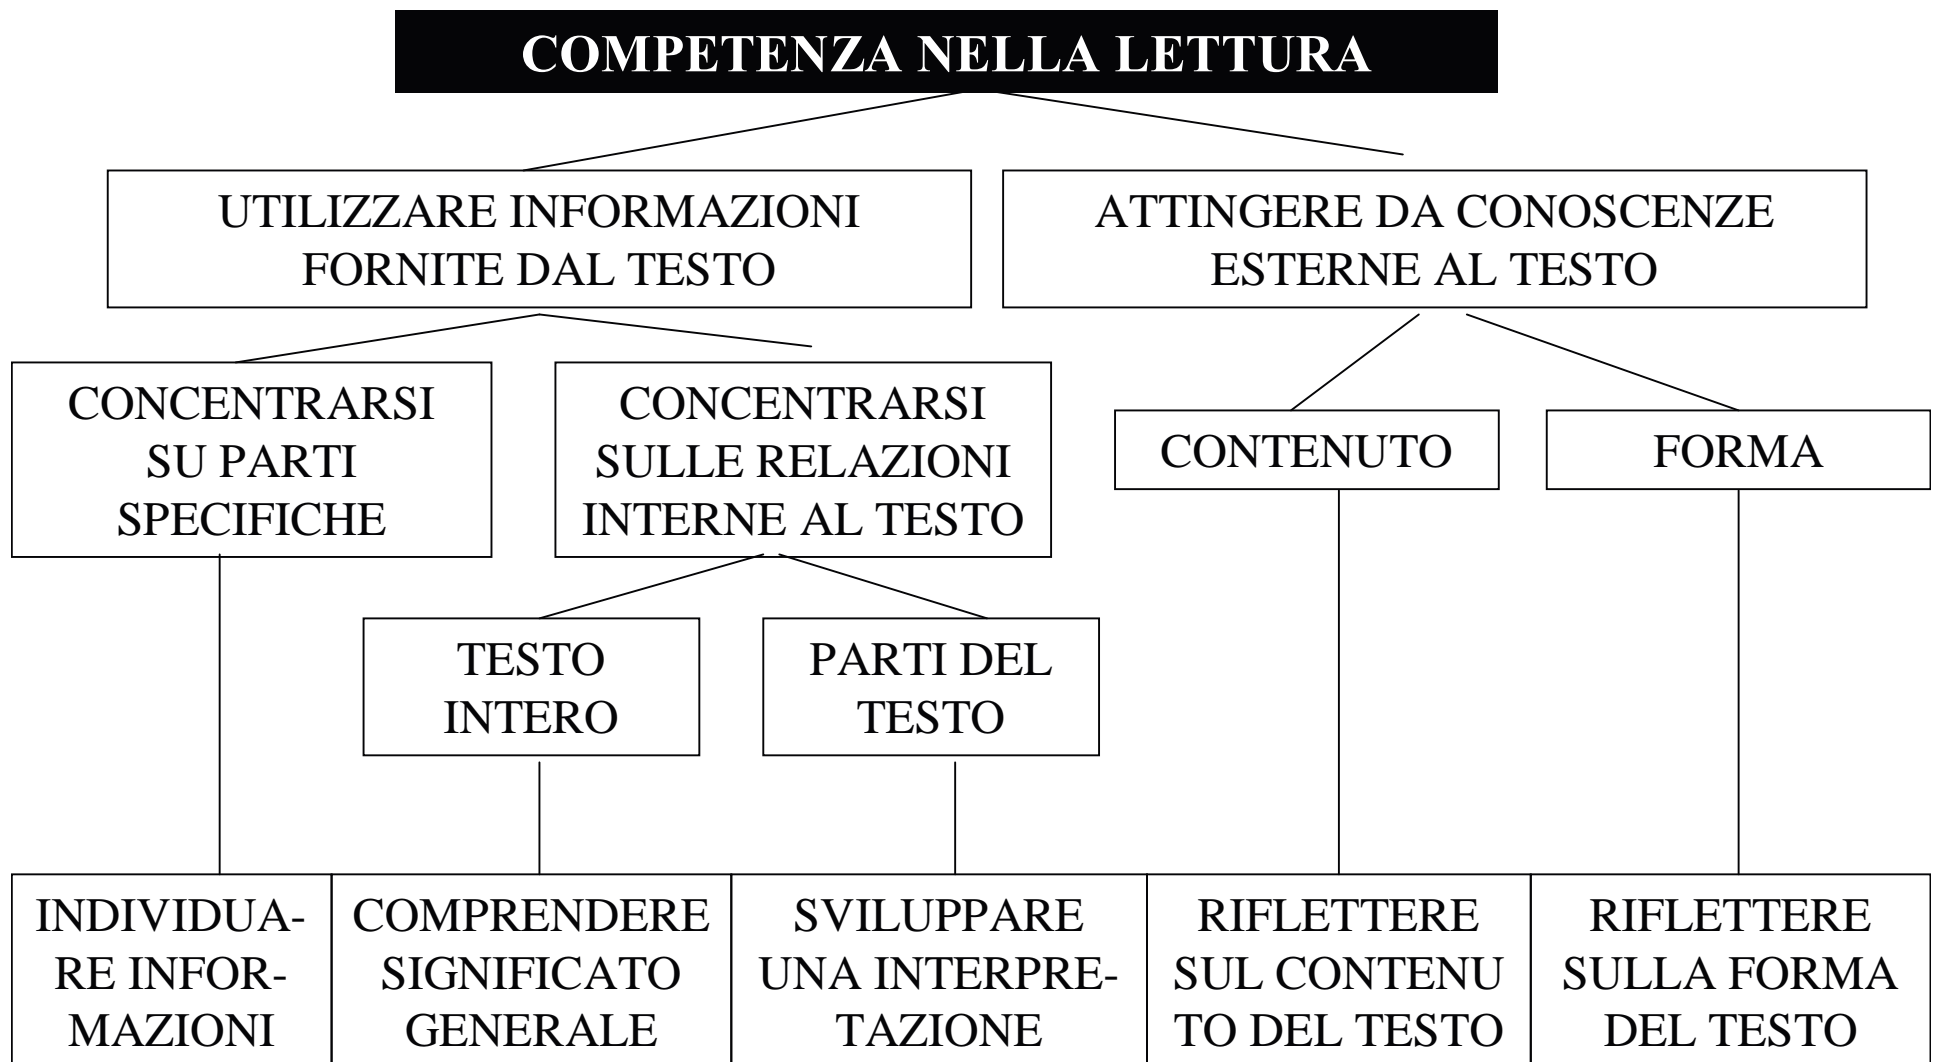 COMPETENZA NELLA LETTURA
UTILIZZARE INFORMAZIONI
FORNITE DAL TESTO
ATTINGERE DA CONOSCENZE
ESTERNE AL TESTO
CONCENTRARSI
SU PARTI
SPECIFICHE
CONCENTRARSI
SULLE RELAZIONI
INTERNE AL TESTO
CONTENUTO
FORMA
TESTO
INTERO
PARTI DEL
TESTO
INDIVIDUA-
RE INFOR-
MAZIONI
COMPRENDERE
SIGNIFICATO
GENERALE
SVILUPPARE
UNA INTERPRE-
TAZIONE
RIFLETTERE
SUL CONTENU
TO DEL TESTO
RIFLETTERE
SULLA FORMA
DEL TESTO